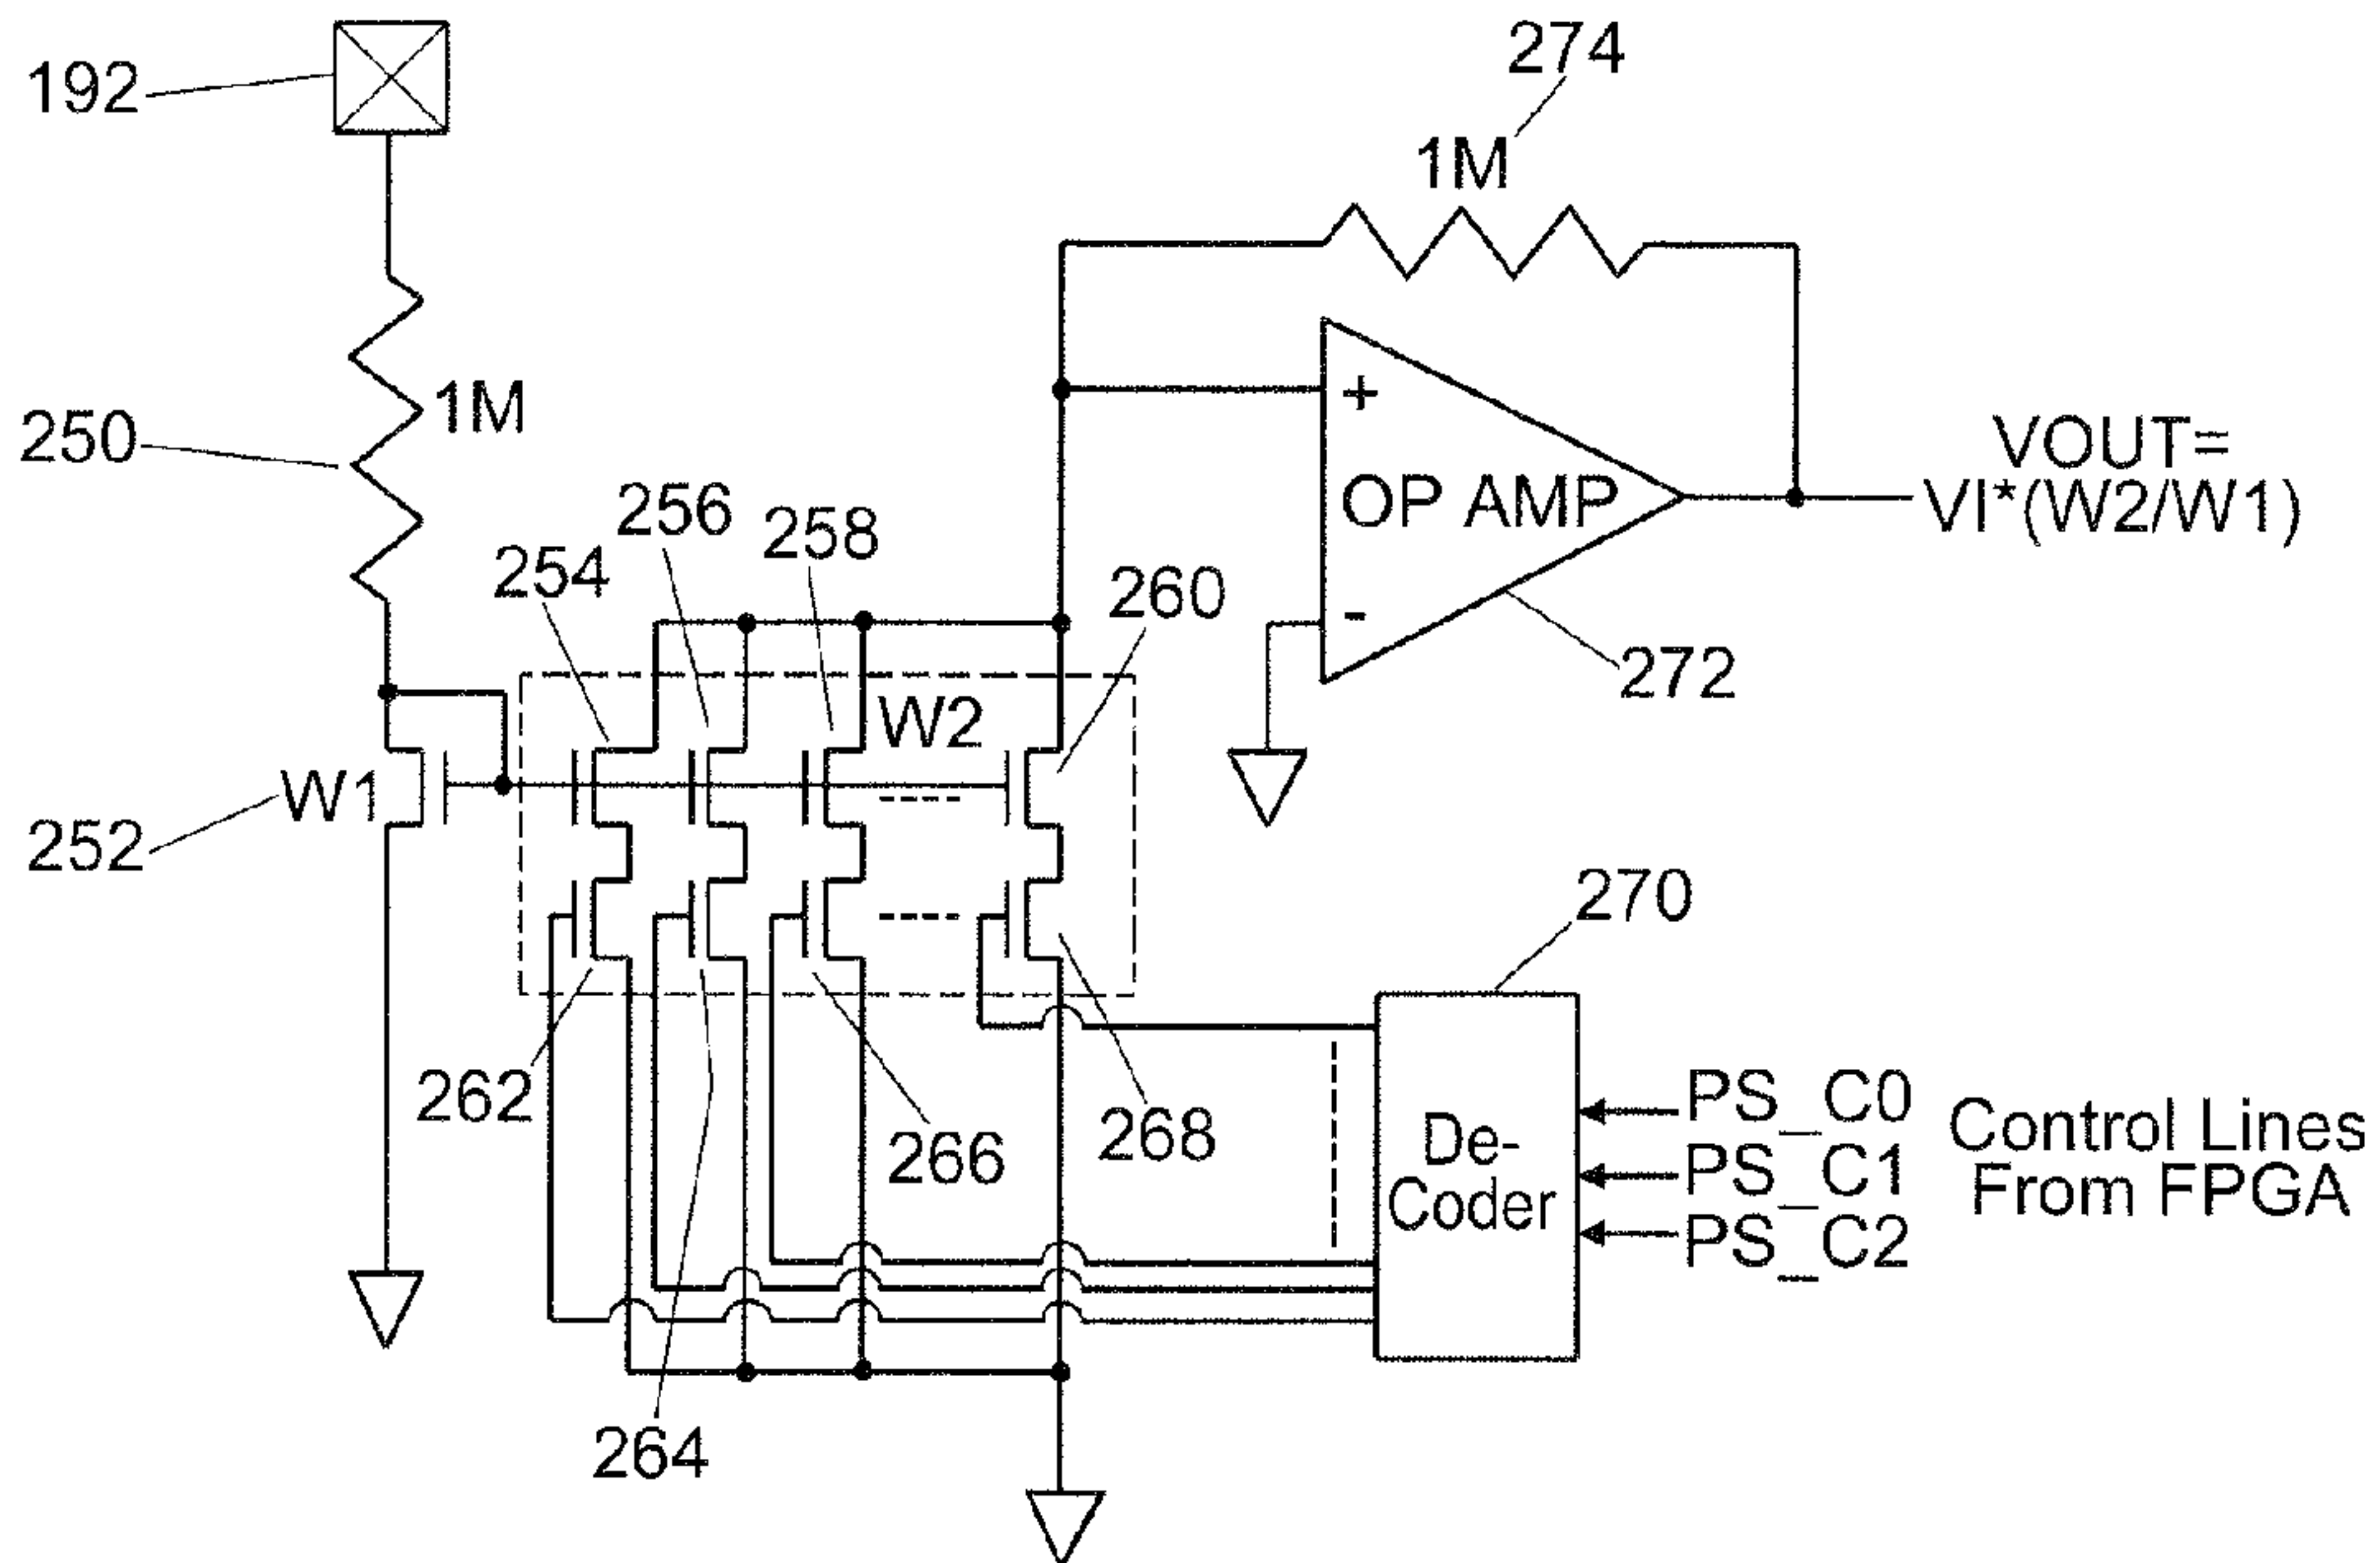 274
192
1M
1M
250
256
258
254
260
+
OP AMP
-
VOUT=
VI*(W2/W1)
272
W2
W1
252
270
262
266
268
264
De-
Coder
PS_C0
PS_C1
PS_C2
Control Lines
From FPGA